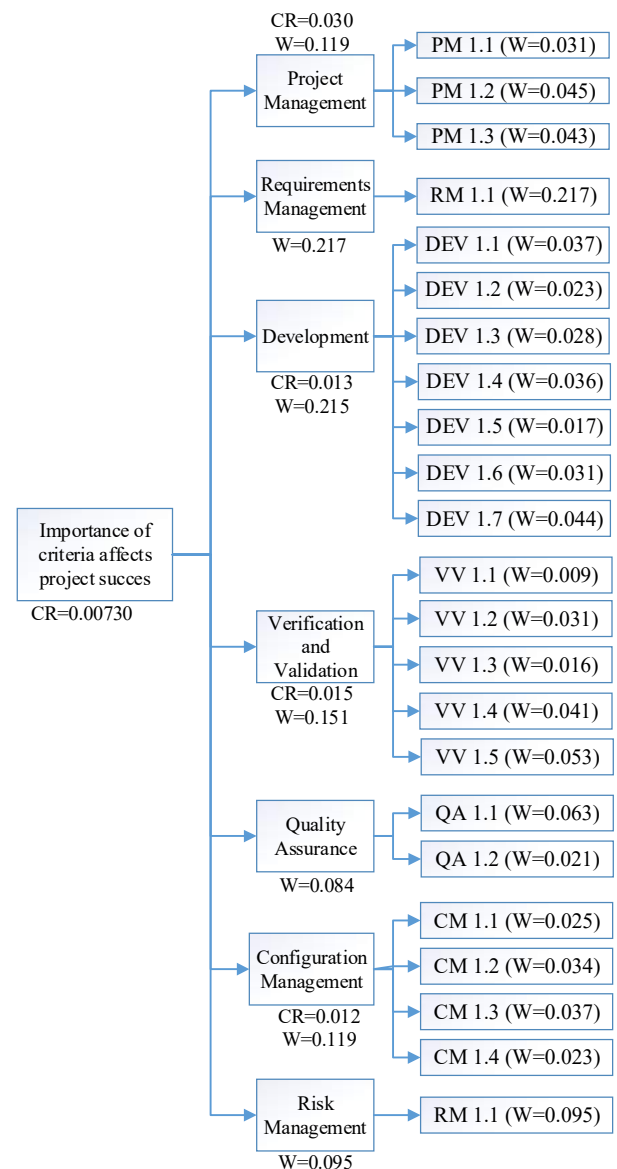 CR=0.030
W=0.119
Project
Management
PM 1.1 (W=0.031)
PM 1.2 (W=0.045)
PM 1.3 (W=0.043)
Requirements
Management
W=0.217
RM 1.1 (W=0.217)
Development
CR=0.013
W=0.215
DEV 1.1 (W=0.037)
DEV 1.2 (W=0.023)
DEV 1.3 (W=0.028)
DEV 1.4 (W=0.036)
DEV 1.5 (W=0.017)
DEV 1.6 (W=0.031)
DEV 1.7 (W=0.044)
Importance of
criteria affects
project succes
CR=0.00730
Verification
and
Validation
CR=0.015
W=0.151
VV 1.1 (W=0.009)
VV 1.2 (W=0.031)
VV 1.3 (W=0.016)
VV 1.4 (W=0.041)
VV 1.5 (W=0.053)
Quality
Assurance
W=0.084
QA 1.1 (W=0.063)
QA 1.2 (W=0.021)
Configuration
Management
CR=0.012
W=0.119
CM 1.1 (W=0.025)
CM 1.2 (W=0.034)
CM 1.3 (W=0.037)
CM 1.4 (W=0.023)
Risk
Management
W=0.095
RM 1.1 (W=0.095)